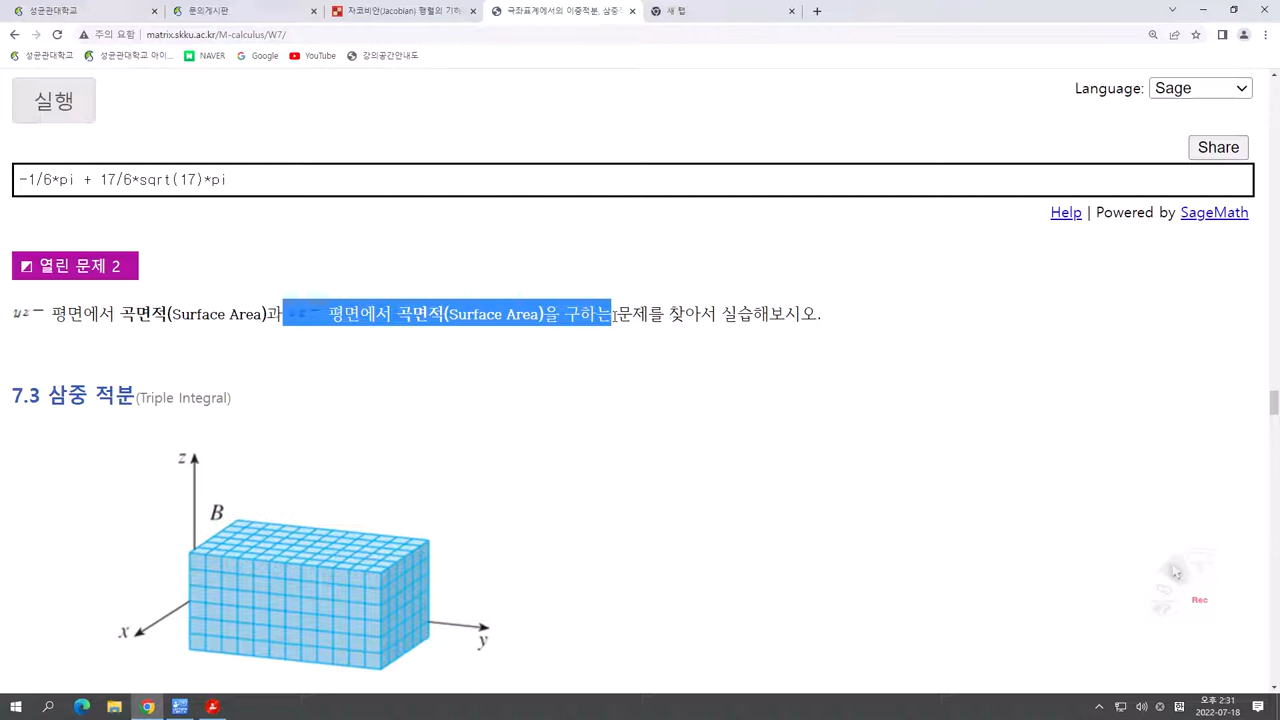 성균관대학교
문의게시판
자코비안(Jacobian) 행렬의 기하
극좌표계에서의 이중적분, 삼중
새 탭
주의 요함
matrix.skku.ac.kr/M-calculus/W7/
성균관대학교
성균관대학교 아이...
NAVER
Google
YouTube
강의공간안내도
실행
Language: Sage
Share
-1/6*pi + 17/6*sqrt(17)*pi
Help | Powered by SageMath
◩ 열린 문제 2
yz- 평면에서 곡면적(Surface Area)과 - 평면에서 곡면적(Surface Area)을 구하는 문제를 찾아서 실습해보시오.
7.3 삼중 적분(Triple Integral)
z
B
x
y
Rec
오후 2:31
2022-07-18